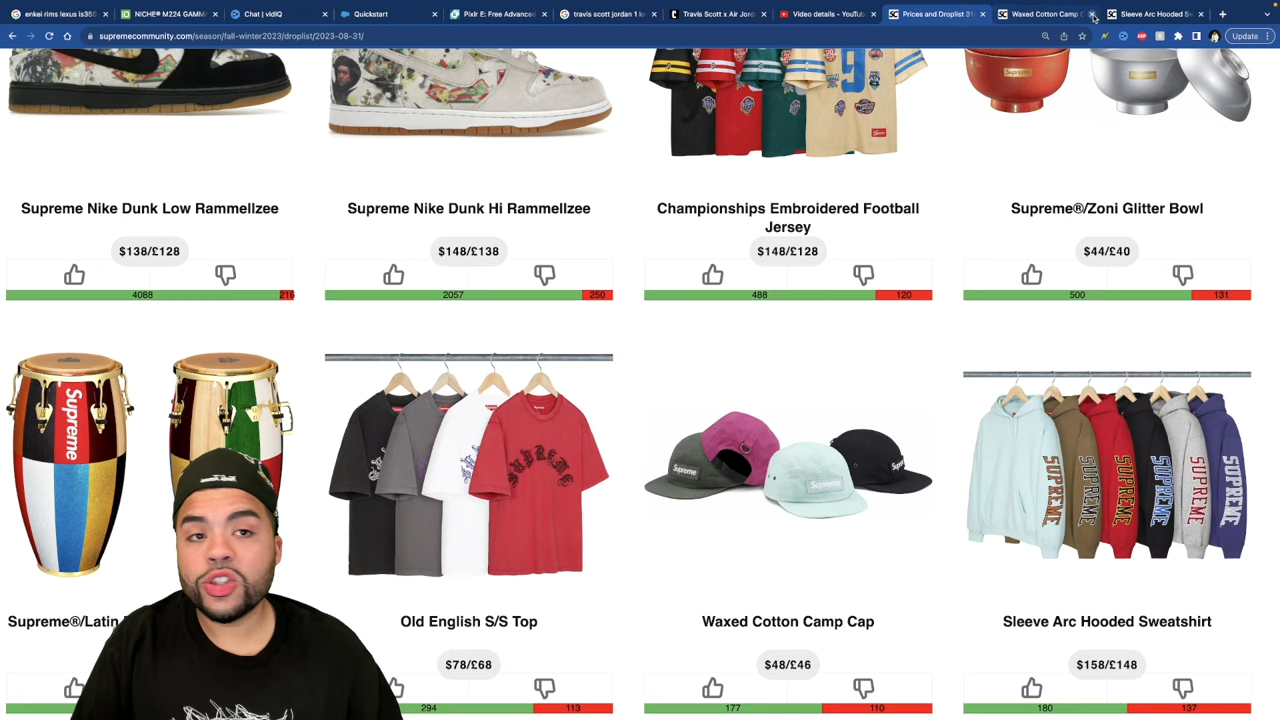 enkei rims lexus is350
NICHE® M224 GAMM
Chat | vidIQ
Quickstart
Pixlr E: Free Advanced
travis scott jordan 1 lo
Travis Scott x Air Jord
Video details - YouTub
Prices and Droplist 31
Waxed Cotton Camp C
Sleeve Arc Hooded Sw
supremecommunity.com/season/fall-winter2023/droplist/2023-08-31/
Update
Supreme Nike Dunk Low Rammellzee
Supreme Nike Dunk Hi Rammellzee
Championships Embroidered Football
Jersey
Supreme®/Zoni Glitter Bowl
$138/£128
$148/£138
$148/£128
$44/£40
4088
216
2057
250
488
120
500
131
Supreme
SUPREME
Supreme®/Latin
Old English S/S Top
Waxed Cotton Camp Cap
Sleeve Arc Hooded Sweatshirt
$78/£68
$48/£46
$158/£148
294
113
177
110
180
137